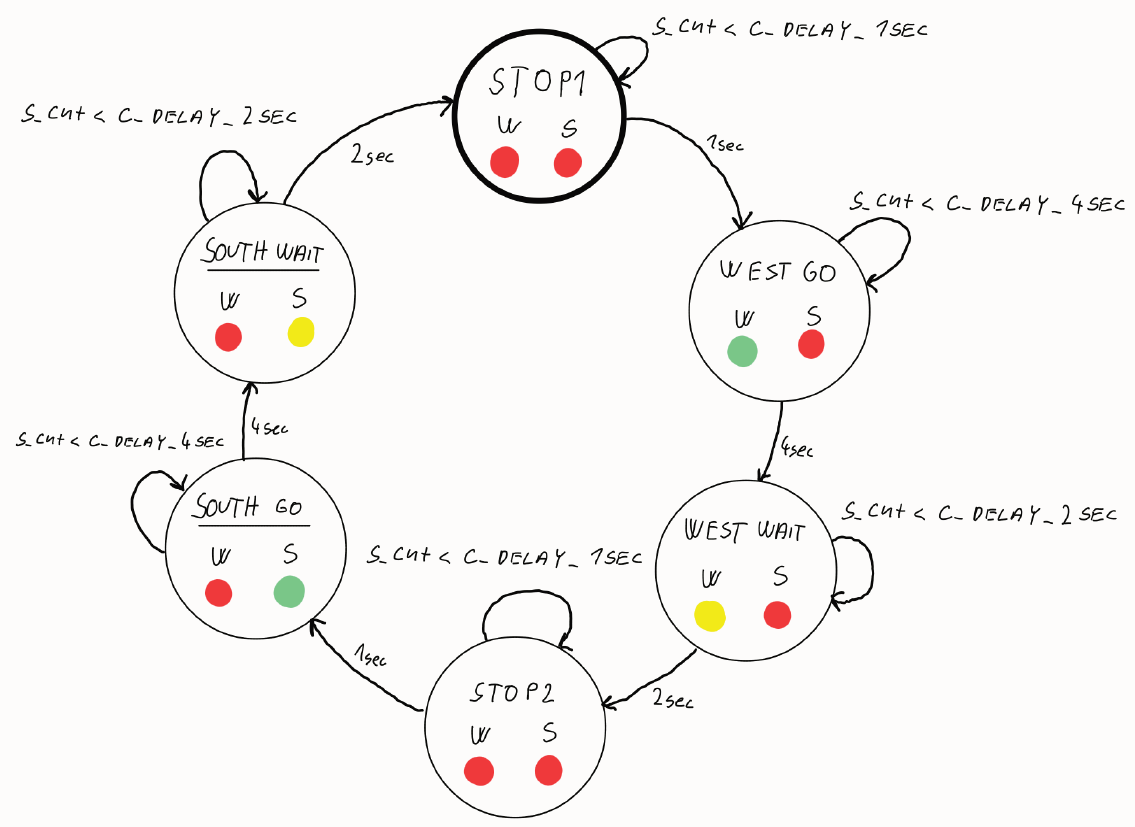 S_CNT < C_DELAY_1SEC
STOP1
W S
1sec
S_CNT < C_DELAY_4SEC
WEST GO
W S
4sec
S_CNT < C_DELAY_2SEC
WEST WAIT
W S
2sec
S_CNT < C_DELAY_1SEC
STOP2
W S
1sec
S_CNT < C_DELAY_4SEC
SOUTH GO
W S
4sec
S_CNT < C_DELAY_2SEC
SOUTH WAIT
W S
2sec